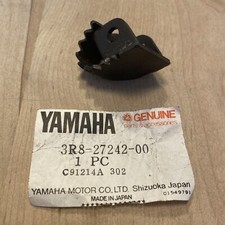 YAMAHA GENUINE
parts & accessories
3R8-27242-00
1 PC
C91214A 302
YAMAHA MOTOR CO., LTD. Shizuoka Japan
MADE IN JAPAN